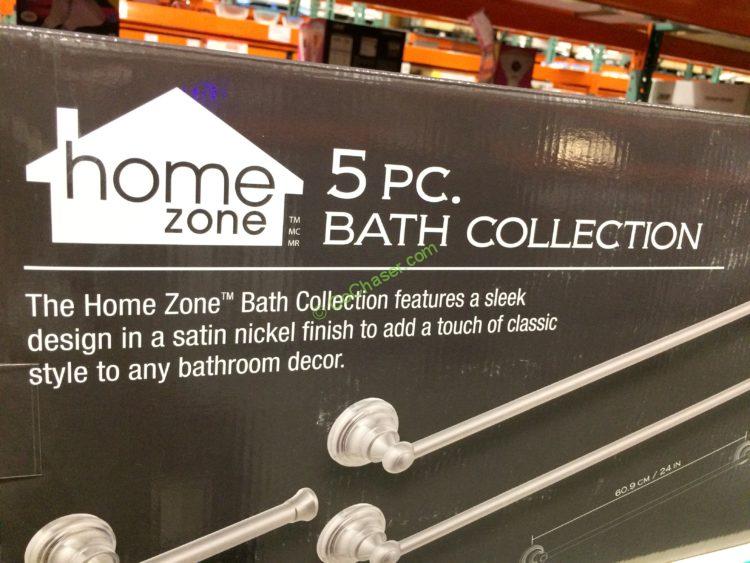 home
zone
TM
MC
MR
5 PC.
BATH COLLECTION
The Home Zone™ Bath Collection features a sleek
design in a satin nickel finish to add a touch of classic
style to any bathroom decor.
60.9 CM / 24 IN